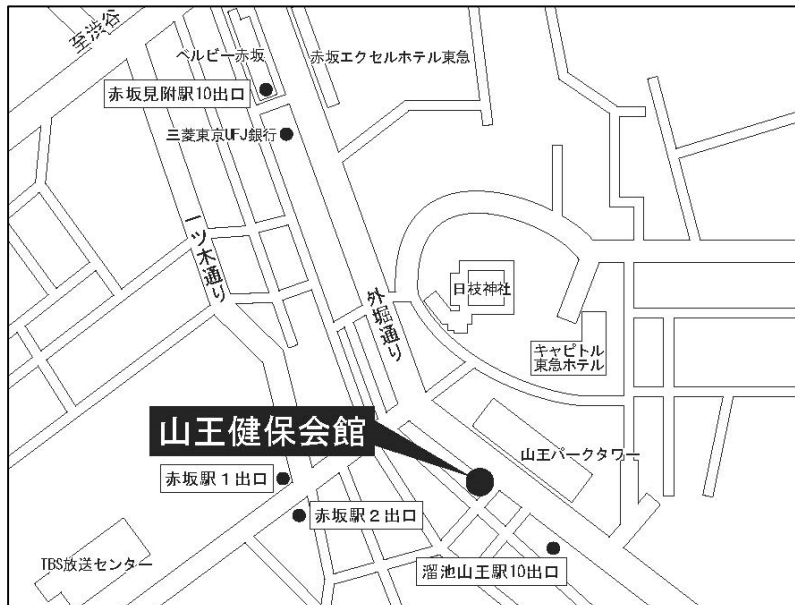 至渋谷
ベルビー赤坂
赤坂エクセルホテル東急
赤坂見附駅10出口
三菱東京UFJ銀行
一ツ木通り
外堀通り
日枝神社
キャピトル
東急ホテル
山王健保会館
山王パークタワー
赤坂駅1出口
赤坂駅2出口
TBS放送センター
溜池山王駅10出口